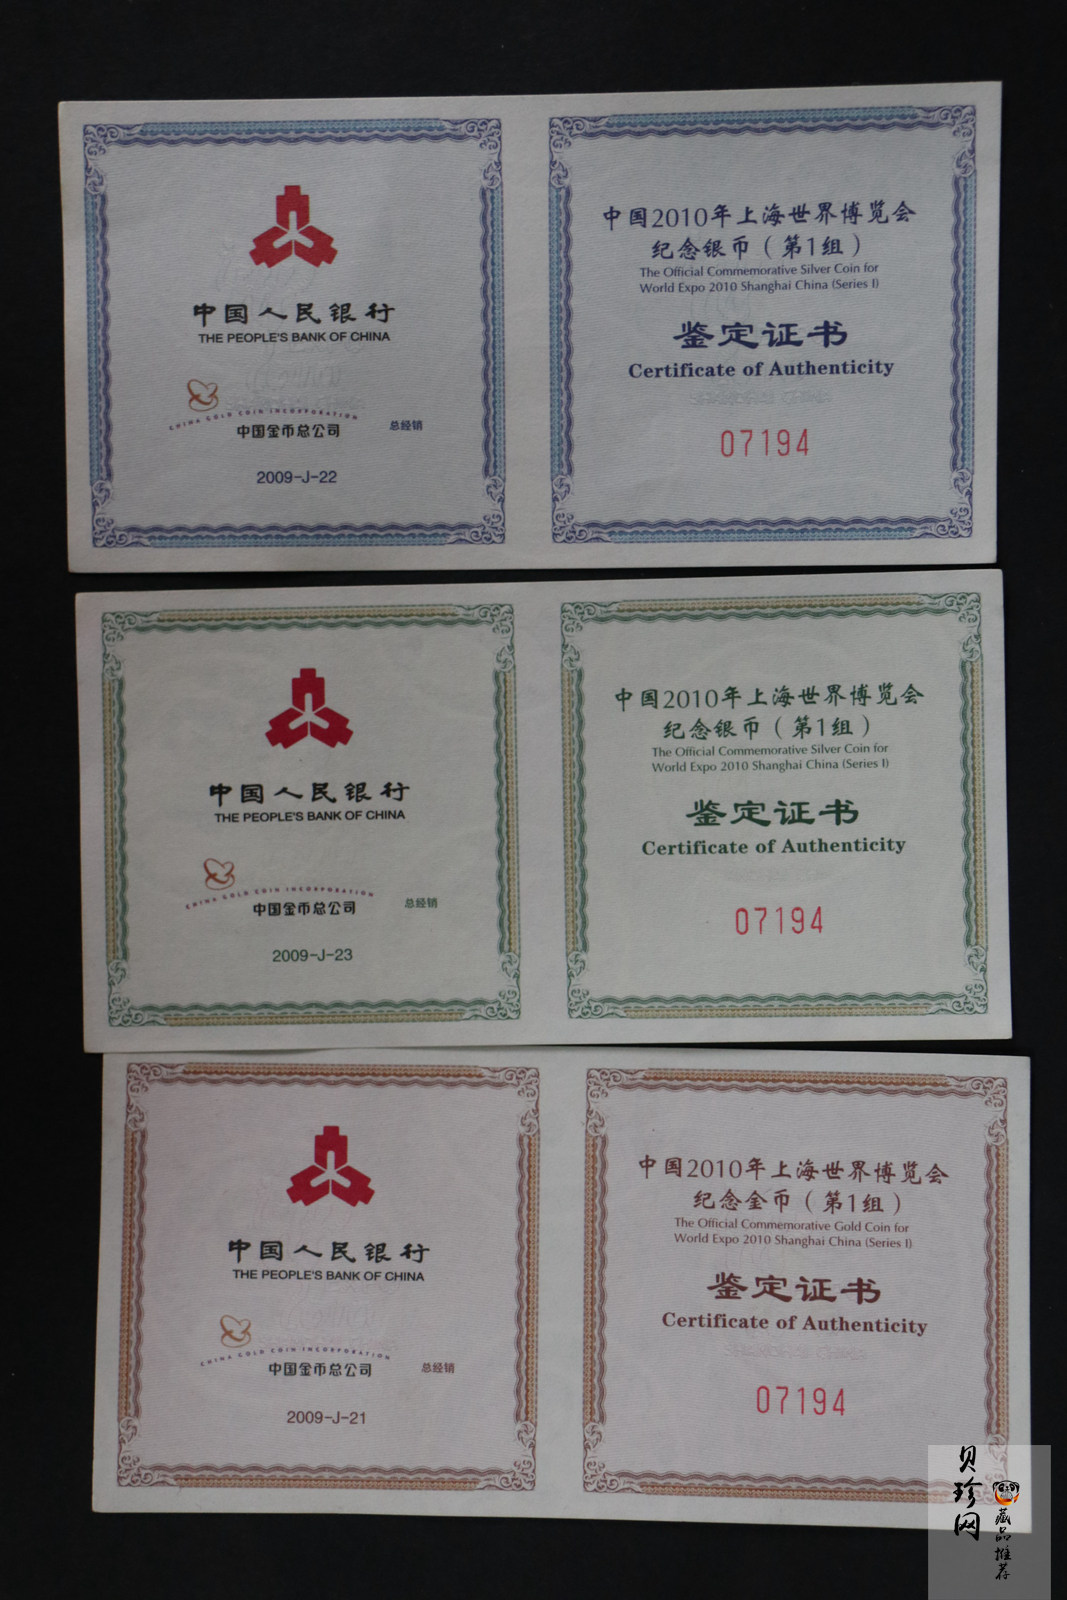 中国人民银行
THE PEOPLE'S BANK OF CHINA
CHINA GOLD COIN INCORPORATION
中国金币总公司 总经销
2009-J-22
中国2010年上海世界博览会
纪念银币（第1组）
The Official Commemorative Silver Coin for
World Expo 2010 Shanghai China (Series I)
鉴定证书
Certificate of Authenticity
07194
中国人民银行
THE PEOPLE'S BANK OF CHINA
CHINA GOLD COIN INCORPORATION
中国金币总公司 总经销
2009-J-23
中国2010年上海世界博览会
纪念银币（第1组）
The Official Commemorative Silver Coin for
World Expo 2010 Shanghai China (Series I)
鉴定证书
Certificate of Authenticity
07194
中国人民银行
THE PEOPLE'S BANK OF CHINA
CHINA GOLD COIN INCORPORATION
中国金币总公司 总经销
2009-J-21
中国2010年上海世界博览会
纪念金币（第1组）
The Official Commemorative Gold Coin for
World Expo 2010 Shanghai China (Series I)
鉴定证书
Certificate of Authenticity
07194
贝珍网
藏品推荐